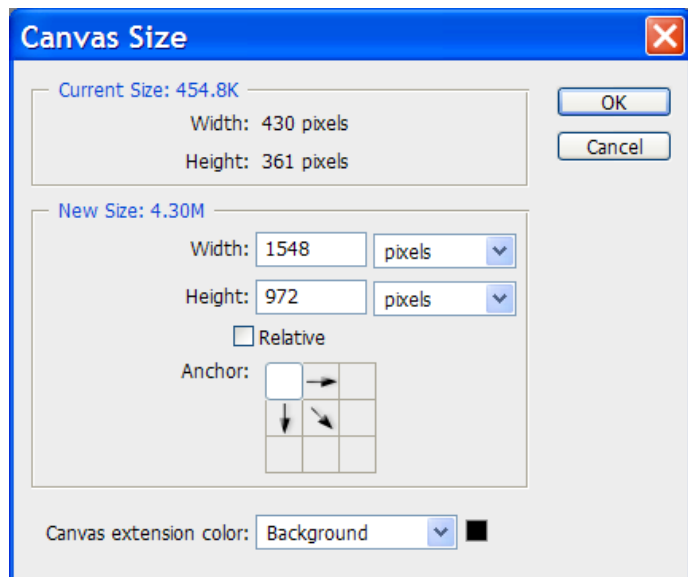 Canvas Size
Current Size: 454.8K
OK
Width: 430 pixels
Cancel
Height: 361 pixels
New Size: 4.30M
Width: 1548 pixels
Height: 972 pixels
Relative
Anchor:
Canvas extension color: Background